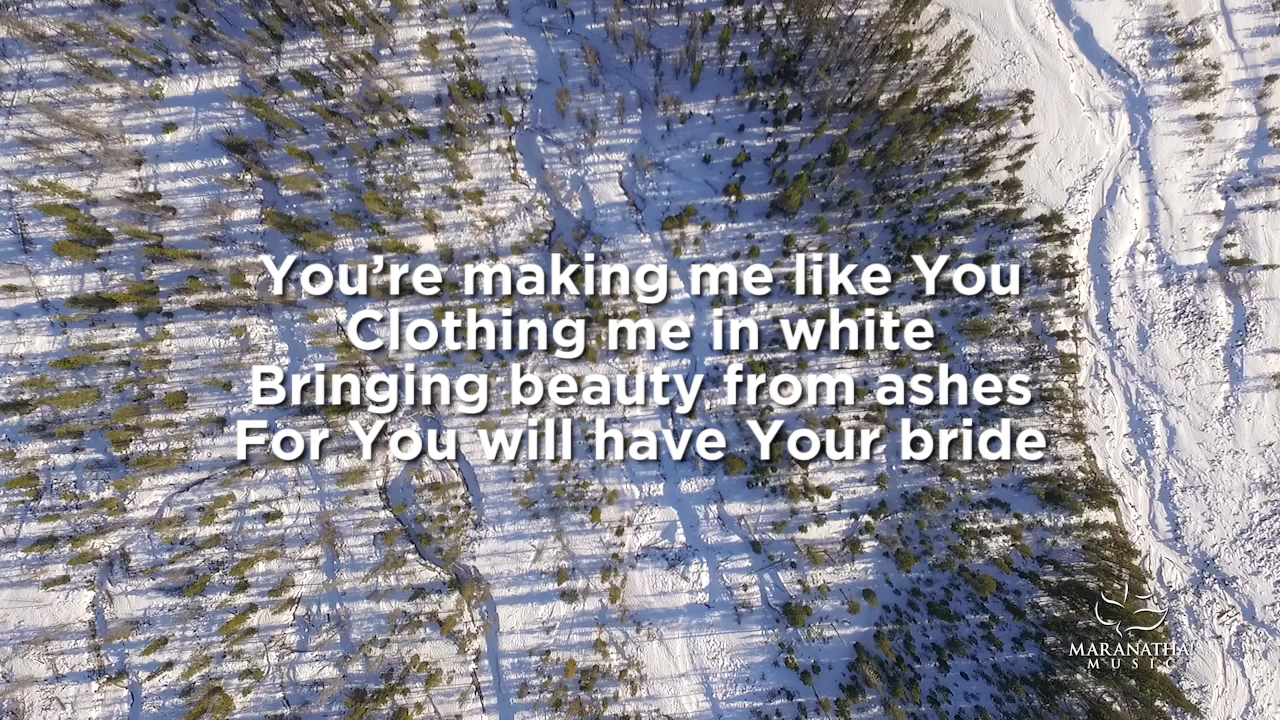 You’re making me like You
Clothing me in white
Bringing beauty from ashes
For You will have Your bride
MARANATHA!
MUSIC